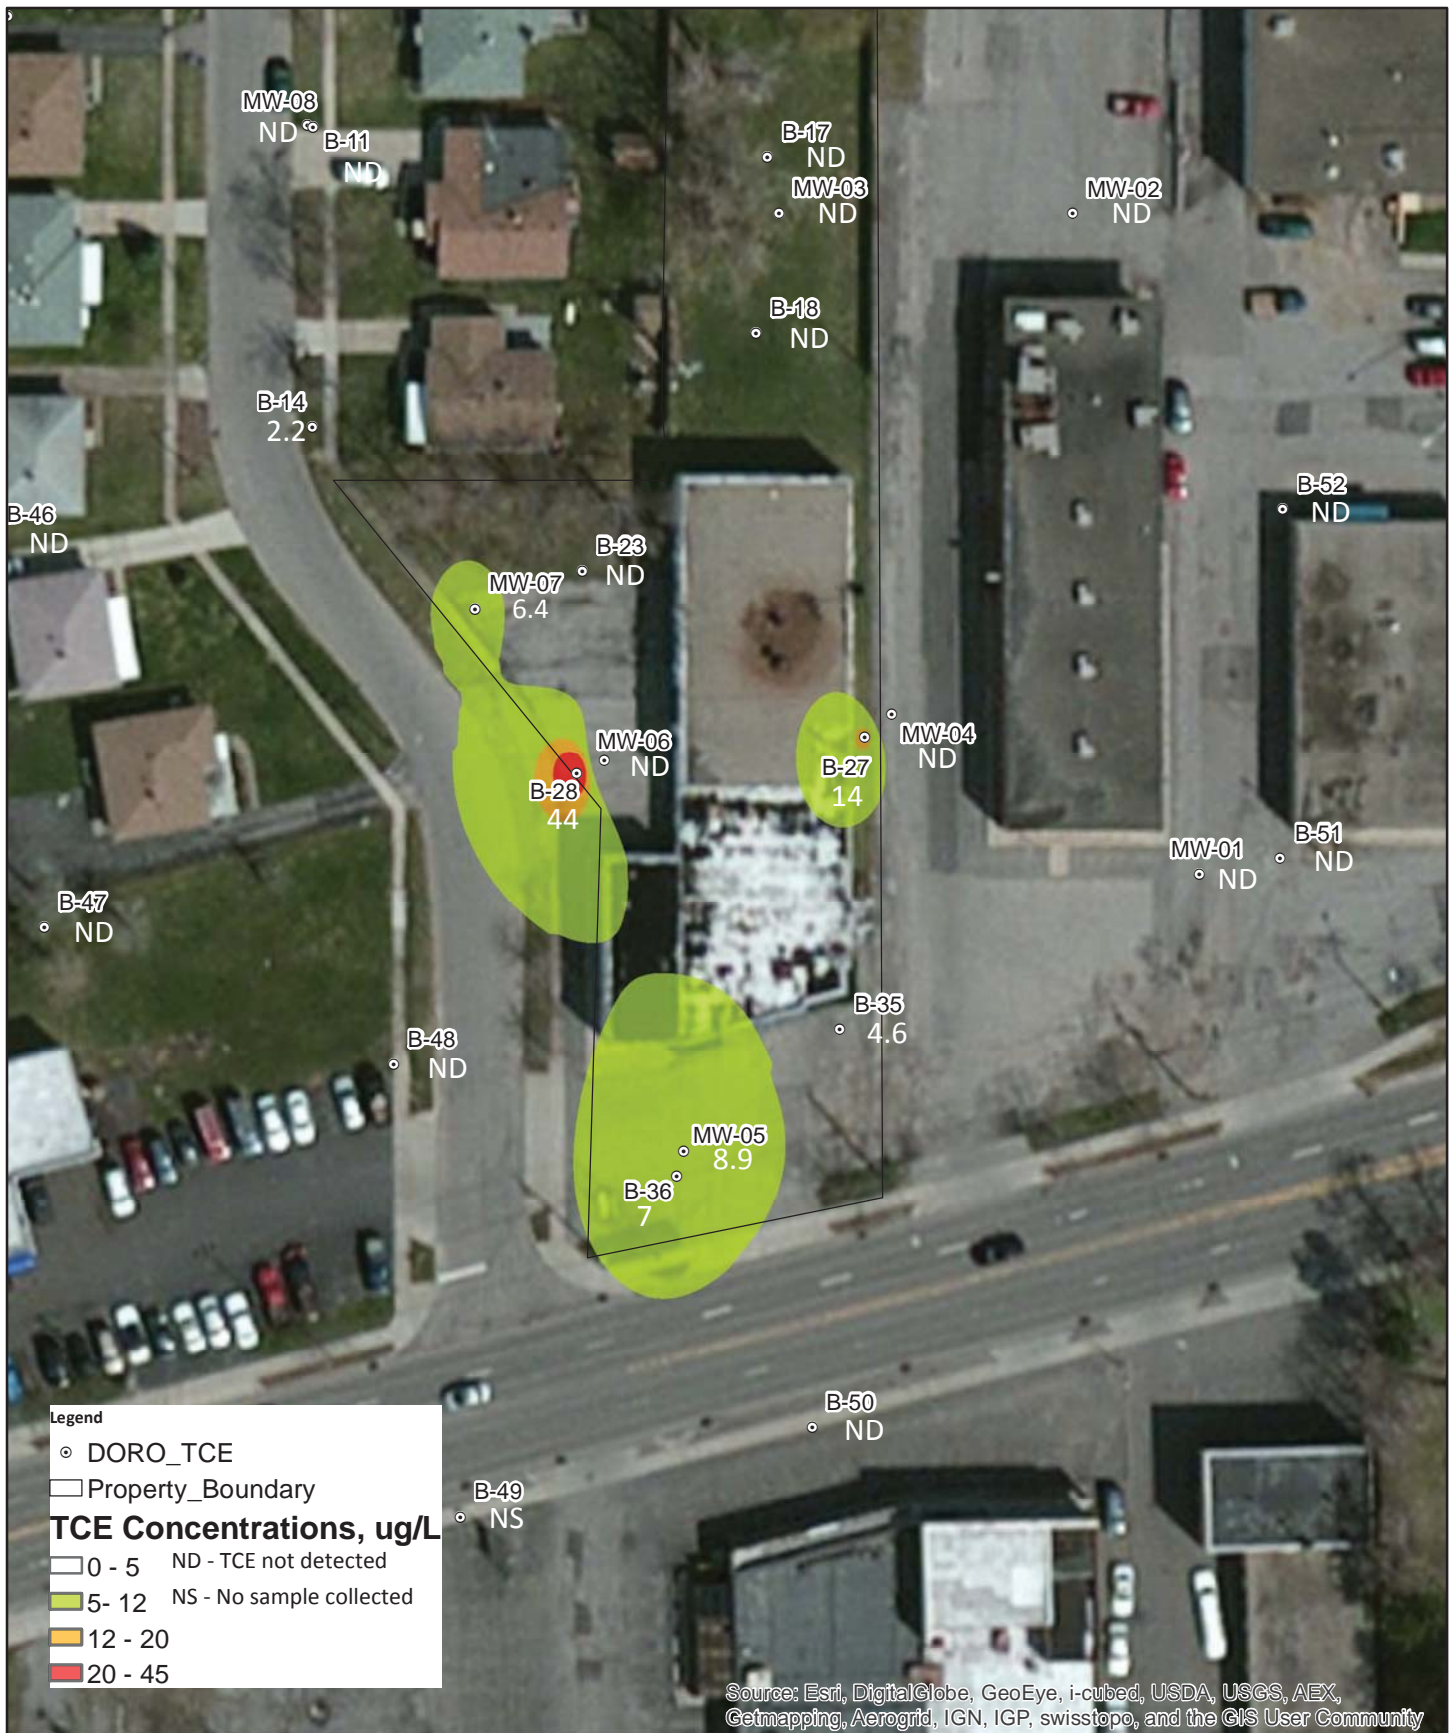 MW-08
ND
B-11
ND
B-17
ND
MW-03
ND
MW-02
ND
B-18
ND
B-14
2.2
B-52
ND
B-46
ND
B-23
ND
MW-07
6.4
MW-06
ND
B-28
44
MW-04
ND
B-27
14
B-51
ND
MW-01
ND
B-47
ND
B-35
4.6
B-48
ND
MW-05
8.9
B-36
7
B-50
ND
B-49
NS
Legend
DORO_TCE
Property_Boundary
TCE Concentrations, ug/L
0 - 5 ND - TCE not detected
5- 12 NS - No sample collected
12 - 20
20 - 45
Source: Esri, DigitalGlobe, GeoEye, i-cubed, USDA, USGS, AEX,
Getmapping, Aerogrid, IGN, IGP, swisstopo, and the GIS User Community